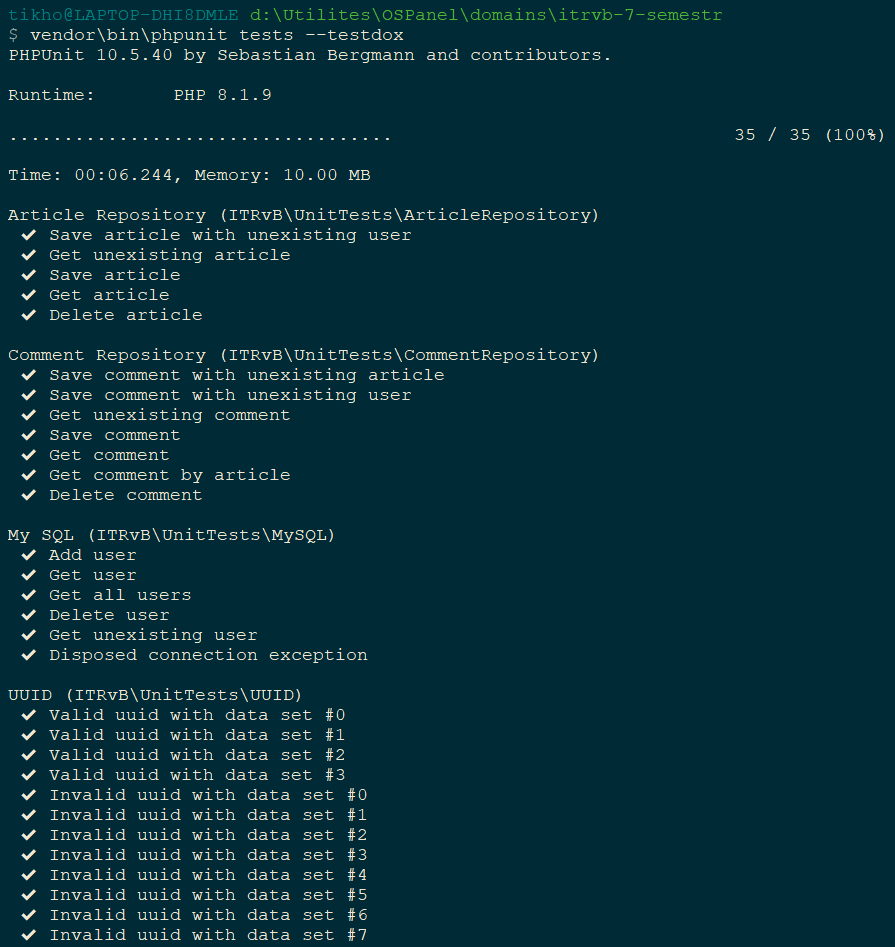 tikho@LAPTOP-DHI8DMLE d:\Utilites\OSPanel\domains\itrvb-7-semestr
$ vendor\bin\phpunit tests --testdox
PHPUnit 10.5.40 by Sebastian Bergmann and contributors.
Runtime:       PHP 8.1.9
...................................                               35 / 35 (100%)
Time: 00:06.244, Memory: 10.00 MB
Article Repository (ITRvB\UnitTests\ArticleRepository)
✔ Save article with unexisting user
✔ Get unexisting article
✔ Save article
✔ Get article
✔ Delete article
Comment Repository (ITRvB\UnitTests\CommentRepository)
✔ Save comment with unexisting article
✔ Save comment with unexisting user
✔ Get unexisting comment
✔ Save comment
✔ Get comment
✔ Get comment by article
✔ Delete comment
My SQL (ITRvB\UnitTests\MySQL)
✔ Add user
✔ Get user
✔ Get all users
✔ Delete user
✔ Get unexisting user
✔ Disposed connection exception
UUID (ITRvB\UnitTests\UUID)
✔ Valid uuid with data set #0
✔ Valid uuid with data set #1
✔ Valid uuid with data set #2
✔ Valid uuid with data set #3
✔ Invalid uuid with data set #0
✔ Invalid uuid with data set #1
✔ Invalid uuid with data set #2
✔ Invalid uuid with data set #3
✔ Invalid uuid with data set #4
✔ Invalid uuid with data set #5
✔ Invalid uuid with data set #6
✔ Invalid uuid with data set #7